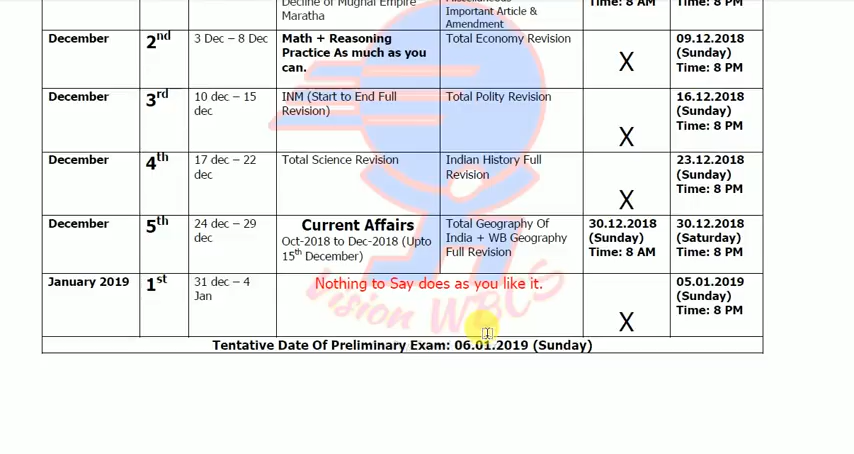 Decline of Mughal Empire
Maratha
Miscellaneous
Important Article &
Amendment
Time: 8 AM
Time: 8 PM
December
2nd
3 Dec – 8 Dec
Math + Reasoning
Practice As much as you
can.
Total Economy Revision
X
09.12.2018
(Sunday)
Time: 8 PM
December
3rd
10 dec – 15
dec
INM (Start to End Full
Revision)
Total Polity Revision
X
16.12.2018
(Sunday)
Time: 8 PM
December
4th
17 dec – 22
dec
Total Science Revision
Indian History Full
Revision
X
23.12.2018
(Sunday)
Time: 8 PM
December
5th
24 dec – 29
dec
Current Affairs
Oct-2018 to Dec-2018 (Upto
15th December)
Total Geography Of
India + WB Geography
Full Revision
30.12.2018
(Sunday)
Time: 8 AM
30.12.2018
(Saturday)
Time: 8 PM
January 2019
1st
31 dec – 4
Jan
Nothing to Say does as you like it.
X
05.01.2019
(Sunday)
Time: 8 PM
Vision WBCS
Tentative Date Of Preliminary Exam: 06.01.2019 (Sunday)